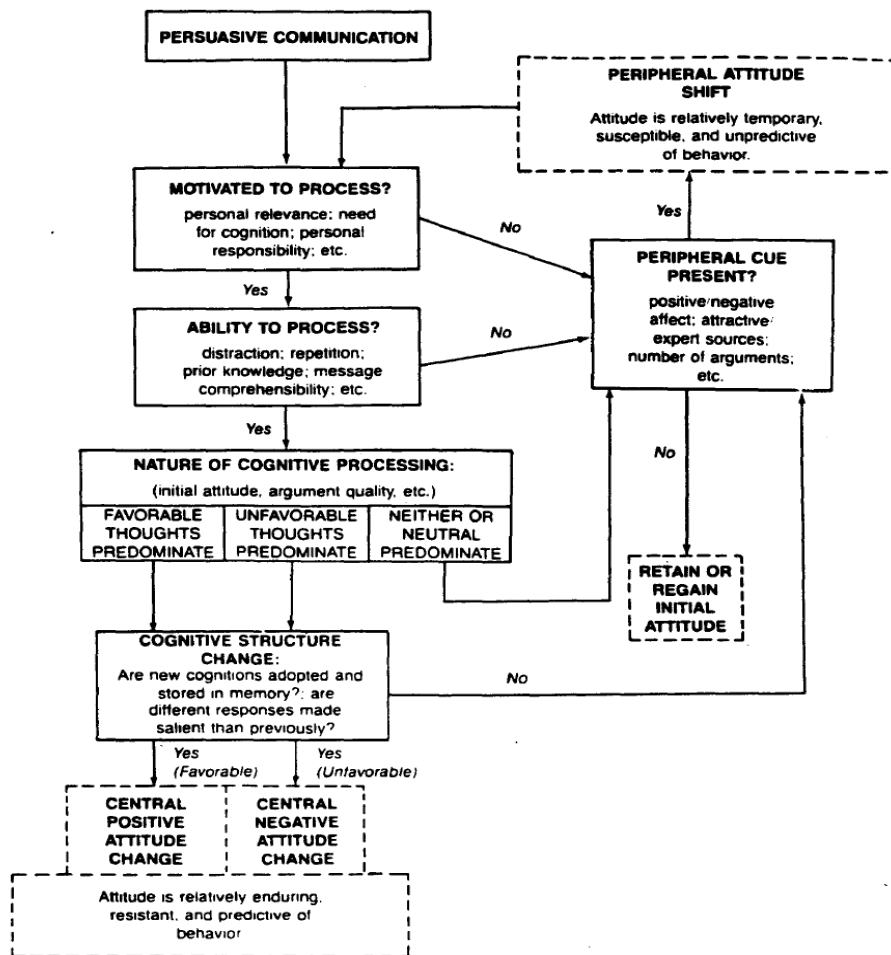 PERSUASIVE COMMUNICATION
PERIPHERAL ATTITUDE
SHIFT
Attitude is relatively temporary,
susceptible, and unpredictive
of behavior.
MOTIVATED TO PROCESS?
personal relevance; need
for cognition; personal
responsibility; etc.
No
Yes
PERIPHERAL CUE
PRESENT?
positive/negative
affect; attractive/
expert sources;
number of arguments;
etc.
Yes
ABILITY TO PROCESS?
distraction; repetition;
prior knowledge; message
comprehensibility; etc.
No
Yes
No
NATURE OF COGNITIVE PROCESSING:
(initial attitude, argument quality, etc.)
FAVORABLE
THOUGHTS
PREDOMINATE
UNFAVORABLE
THOUGHTS
PREDOMINATE
NEITHER OR
NEUTRAL
PREDOMINATE
RETAIN OR
REGAIN
INITIAL
ATTITUDE
COGNITIVE STRUCTURE
CHANGE:
Are new cognitions adopted and
stored in memory?; are
different responses made
salient than previously?
No
Yes
(Favorable)
Yes
(Unfavorable)
CENTRAL
POSITIVE
ATTITUDE
CHANGE
CENTRAL
NEGATIVE
ATTITUDE
CHANGE
Attitude is relatively enduring,
resistant, and predictive of
behavior